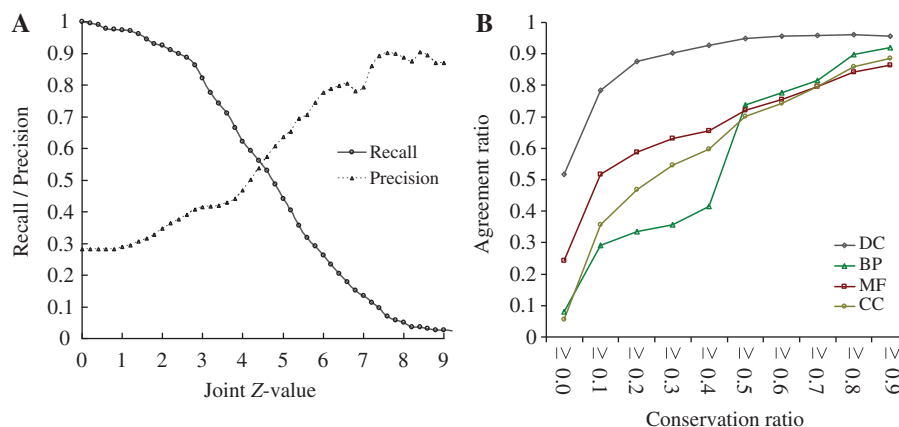 A
Recall / Precision
1
0.9
0.8
0.7
0.6
0.5
0.4
0.3
0.2
0.1
0
Recall
Precision
0 1 2 3 4 5 6 7 8 9
Joint Z-value
B
Agreement ratio
1
0.9
0.8
0.7
0.6
0.5
0.4
0.3
0.2
0.1
0
DC
BP
MF
CC
≥ 0.0
≥ 0.1
≥ 0.2
≥ 0.3
≥ 0.4
≥ 0.5
≥ 0.6
≥ 0.7
≥ 0.8
≥ 0.9
Conservation ratio